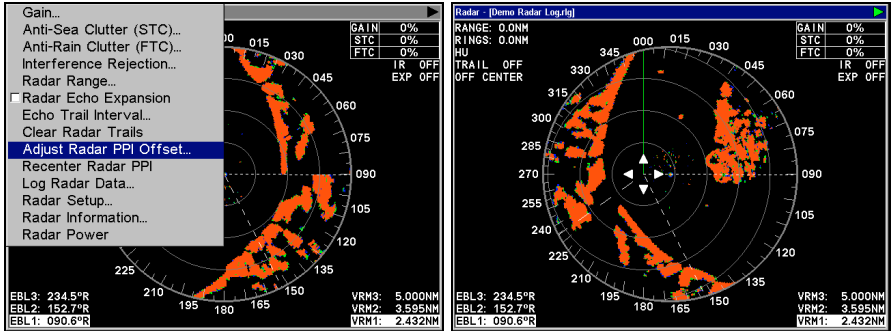 Gain...
Anti-Sea Clutter (STC)...
Anti-Rain Clutter (FTC)...
Interference Rejection...
Radar Range...
Radar Echo Expansion
Echo Trail Interval...
Clear Radar Trails
Adjust Radar PPI Offset...
Recenter Radar PPI
Log Radar Data...
Radar Setup...
Radar Information...
Radar Power
GAIN 0%
STC 0%
FTC 0%
IR OFF
EXP OFF
015
030
045
060
075
090
105
120
135
150
165
180
195
210
225
EBL3: 234.5°R
EBL2: 152.7°R
EBL1: 090.6°R
VRM3: 5.000NM
VRM2: 3.595NM
VRM1: 2.432NM
Radar - [Demo Radar Log.rlg]
RANGE: 0.0NM
RINGS: 0.0NM
HU
TRAIL OFF
OFF CENTER
GAIN 0%
STC 0%
FTC 0%
IR OFF
EXP OFF
000
015
030
045
060
075
090
105
120
135
150
165
180
195
210
225
240
255
270
285
300
315
330
345
EBL3: 234.5°R
EBL2: 152.7°R
EBL1: 090.6°R
VRM3: 5.000NM
VRM2: 3.595NM
VRM1: 2.432NM